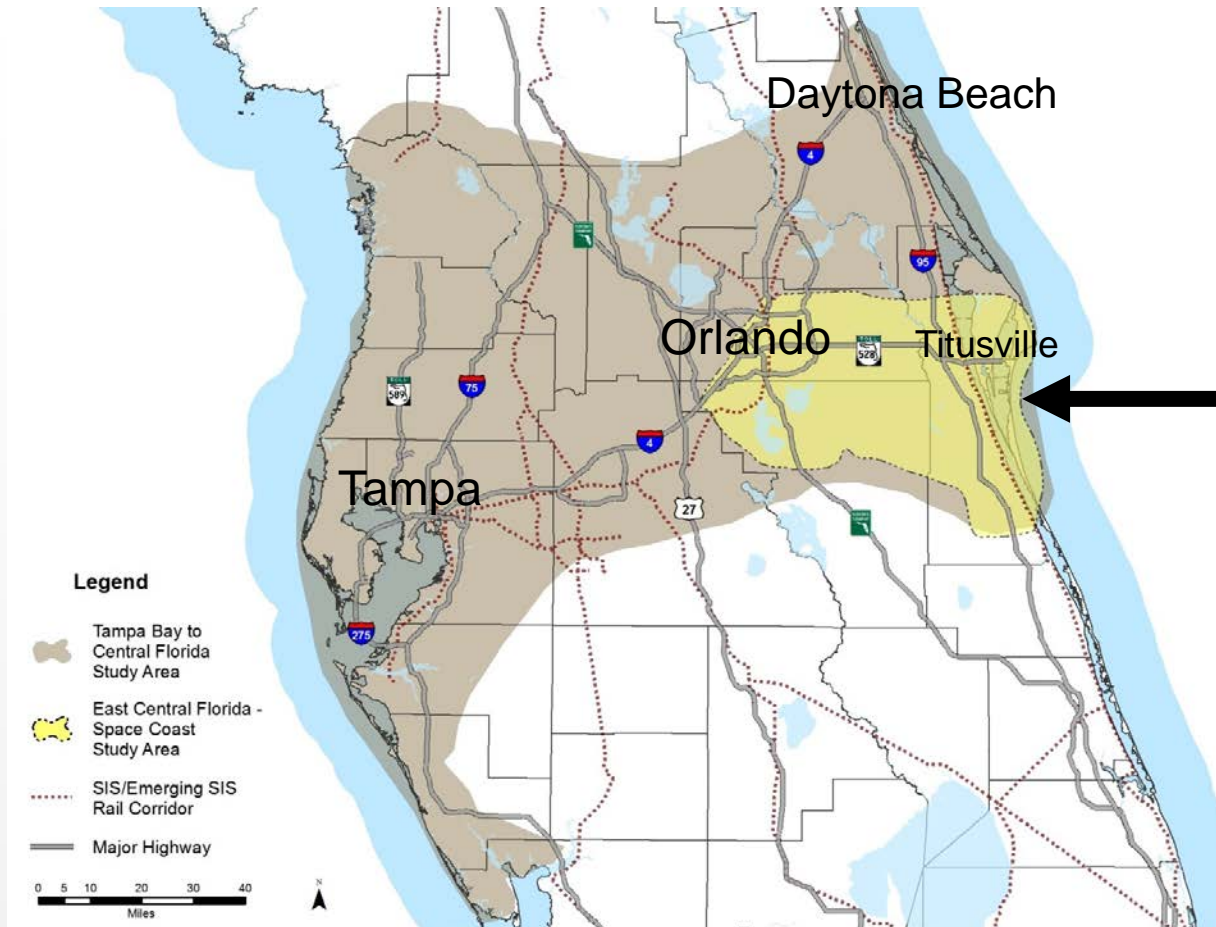 Daytona Beach
4
95
Orlando
TOLL
528
Titusville
TOLL
589
75
4
Tampa
27
275
Legend
Tampa Bay to
Central Florida
Study Area
East Central Florida -
Space Coast
Study Area
SIS/Emerging SIS
Rail Corridor
Major Highway
0 5 10 20 30 40
Miles
N